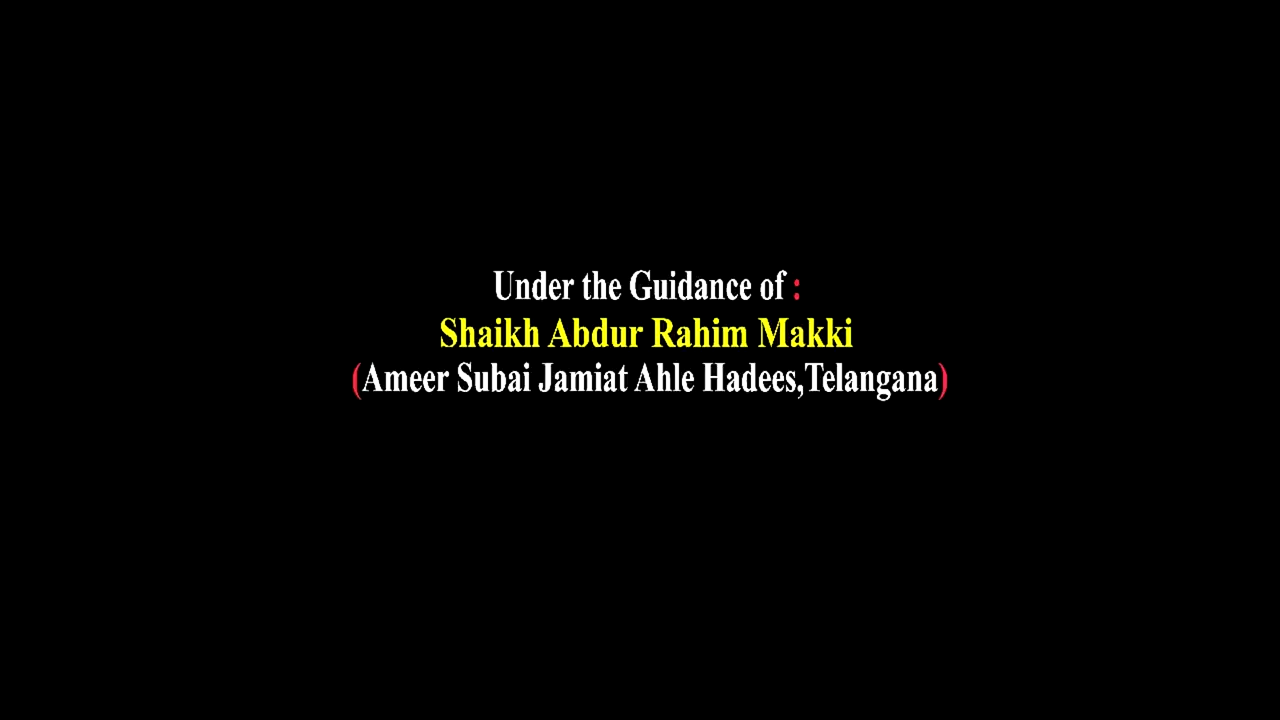 Under the Guidance of :
Shaikh Abdur Rahim Makki
(Ameer Subai Jamiat Ahle Hadees,Telangana)